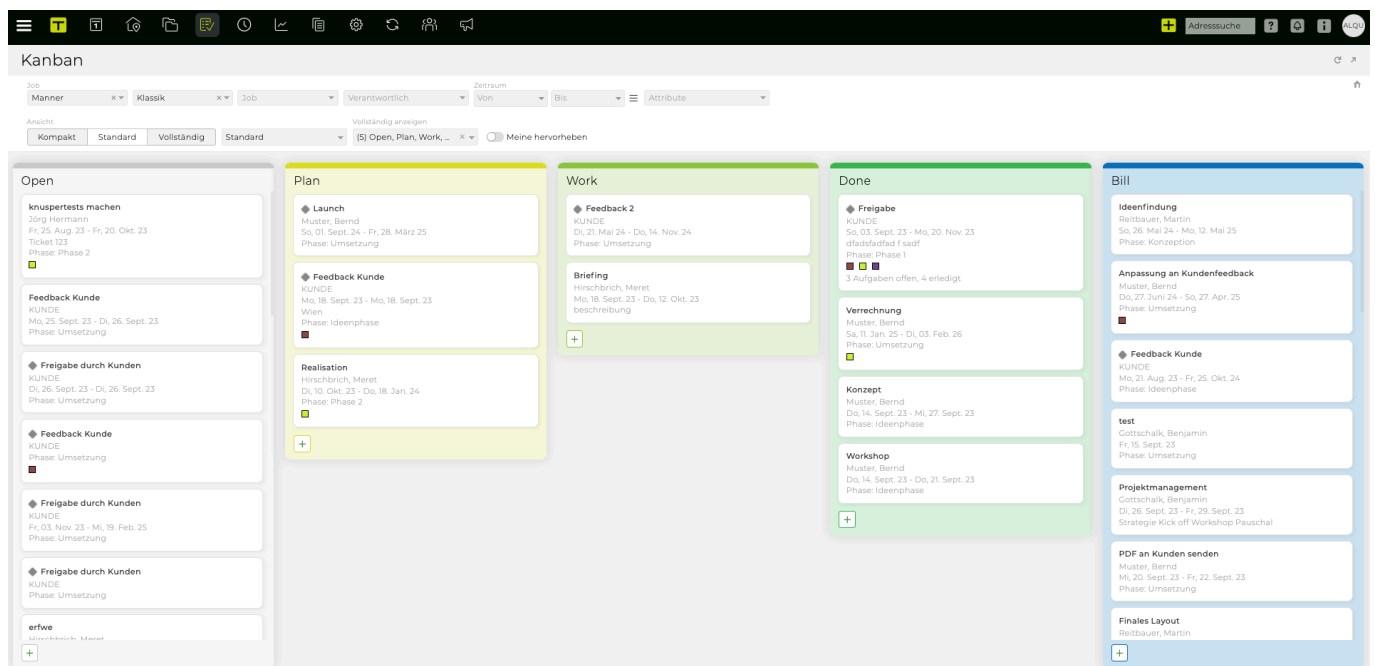 T
1
Adresssuche
?
i
ALQU
Kanban
Job
Zeitraum
Manner
Klassik
Job
Verantwortlich
Von
Bis
Attribute
Ansicht
Vollständig anzeigen
Kompakt
Standard
Vollständig
Standard
(5) Open, Plan, Work, ...
Meine hervorheben
Open
knuspertests machen
Jörg Hermann
Fr, 25. Aug. 23 - Fr, 20. Okt. 23
Ticket 123
Phase: Phase 2
Feedback Kunde
KUNDE
Mo, 25. Sept. 23 - Di, 26. Sept. 23
Phase: Umsetzung
Freigabe durch Kunden
KUNDE
Di, 26. Sept. 23 - Di, 26. Sept. 23
Phase: Umsetzung
Feedback Kunde
KUNDE
Phase: Umsetzung
Freigabe durch Kunden
KUNDE
Fr, 03. Nov. 23 - Mi, 19. Feb. 25
Phase: Umsetzung
Freigabe durch Kunden
KUNDE
Phase: Umsetzung
erfwe
Hirschbrich, Meret
+
Plan
Launch
Muster, Bernd
So, 01. Sept. 24 - Fr, 28. März 25
Phase: Umsetzung
Feedback Kunde
KUNDE
Mo, 18. Sept. 23 - Mo, 18. Sept. 23
Wien
Phase: Ideenphase
Realisation
Hirschbrich, Meret
Di, 10. Okt. 23 - Do, 18. Jan. 24
Phase: Phase 2
+
Work
Feedback 2
KUNDE
Di, 21. Mai 24 - Do, 14. Nov. 24
Phase: Umsetzung
Briefing
Hirschbrich, Meret
Mo, 18. Sept. 23 - Do, 12. Okt. 23
beschreibung
+
Done
Freigabe
KUNDE
So, 03. Sept. 23 - Mo, 20. Nov. 23
dfadsfadfad f sadf
Phase: Phase 1
3 Aufgaben offen, 4 erledigt
Verrechnung
Muster, Bernd
Sa, 11. Jan. 25 - Di, 03. Feb. 26
Phase: Umsetzung
Konzept
Muster, Bernd
Do, 14. Sept. 23 - Mi, 27. Sept. 23
Phase: Ideenphase
Workshop
Muster, Bernd
Do, 14. Sept. 23 - Do, 21. Sept. 23
Phase: Ideenphase
+
Bill
Ideenfindung
Reitbauer, Martin
So, 26. Mai 24 - Mo, 12. Mai 25
Phase: Konzeption
Anpassung an Kundenfeedback
Muster, Bernd
Do, 27. Juni 24 - So, 27. Apr. 25
Phase: Umsetzung
Feedback Kunde
KUNDE
Mo, 21. Aug. 23 - Fr, 25. Okt. 24
Phase: Ideenphase
test
Gottschalk, Benjamin
Fr, 15. Sept. 23
Phase: Umsetzung
Projektmanagement
Gottschalk, Benjamin
Di, 26. Sept. 23 - Fr, 29. Sept. 23
Strategie Kick off Workshop Pauschal
PDF an Kunden senden
Muster, Bernd
Mi, 20. Sept. 23 - Fr, 22. Sept. 23
Phase: Umsetzung
Finales Layout
Reitbauer, Martin
+